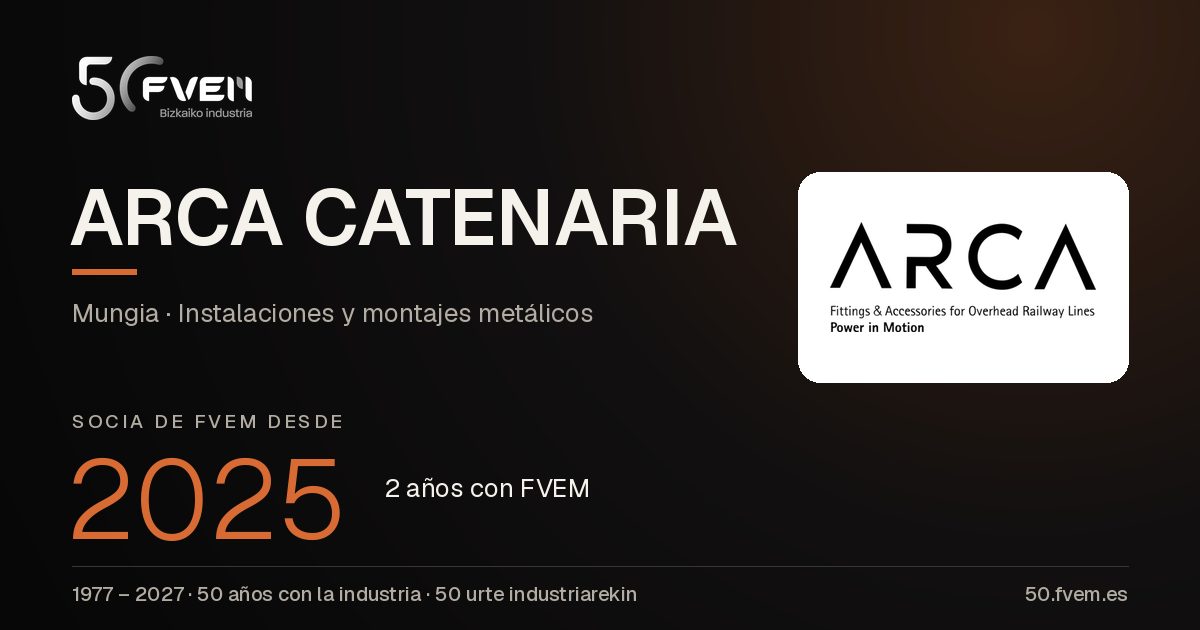 50 FVEM
Bizkaiko industria
ARCA CATENARIA
Mungia · Instalaciones y montajes metálicos
ARCA
Fittings & Accessories for Overhead Railway Lines
Power in Motion
SOCIA DE FVEM DESDE
2025
2 años con FVEM
1977 – 2027 · 50 años con la industria · 50 urte industriarekin
50.fvem.es